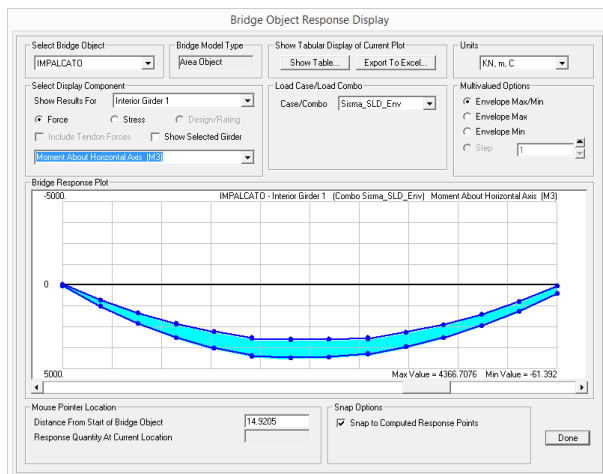 Bridge Object Response Display
Select Bridge Object
IMPALCATO
Bridge Model Type
Area Object
Show Tabular Display of Current Plot
Show Table...
Export To Excel...
Units
KN, m, C
Select Display Component
Show Results For
Interior Girder 1
Force
Stress
Design/Rating
Include Tendon Forces
Show Selected Girder
Moment About Horizontal Axis (M3)
Load Case/Load Combo
Case/Combo
Sisma_SLD_Env
Multivalued Options
Envelope Max/Min
Envelope Max
Envelope Min
Step
1
Bridge Response Plot
-5000.
IMPALCATO - Interior Girder 1 (Combo Sisma_SLD_Env) Moment About Horizontal Axis (M3)
0
5000.
Max Value = 4366.7076 Min Value = -61.392
Mouse Pointer Location
Distance From Start of Bridge Object
14.9205
Response Quantity At Current Location
Snap Options
Snap to Computed Response Points
Done